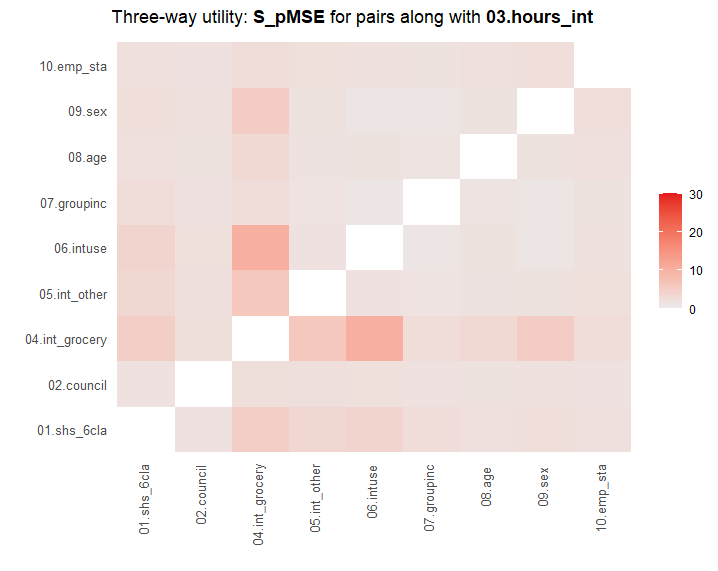 Three-way utility: S_pMSE for pairs along with 03.hours_int
10.emp_sta
09.sex
08.age
07.groupinc
06.intuse
05.int_other
04.int_grocery
02.council
01.shs_6cla
01.shs_6cla
02.council
04.int_grocery
05.int_other
06.intuse
07.groupinc
08.age
09.sex
10.emp_sta
30
20
10
0